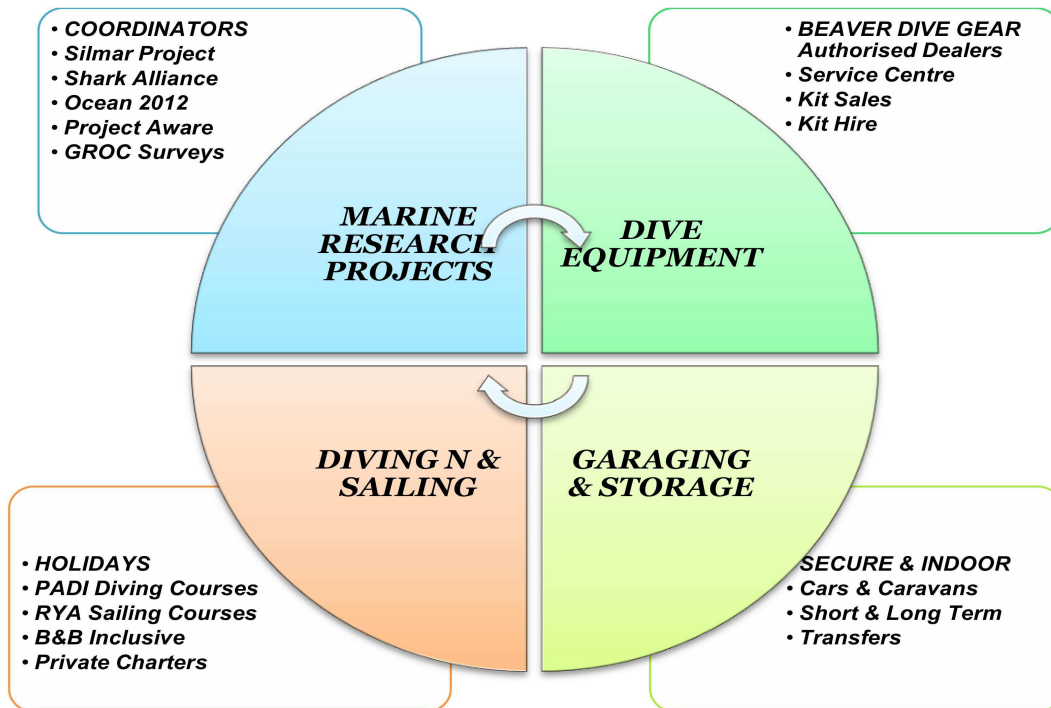 • COORDINATORS
• Silmar Project
• Shark Alliance
• Ocean 2012
• Project Aware
• GROC Surveys
• BEAVER DIVE GEAR
Authorised Dealers
• Service Centre
• Kit Sales
• Kit Hire
MARINE
RESEARCH
PROJECTS
DIVE
EQUIPMENT
DIVING N &
SAILING
GARAGING
& STORAGE
• HOLIDAYS
• PADI Diving Courses
• RYA Sailing Courses
• B&B Inclusive
• Private Charters
SECURE & INDOOR
• Cars & Caravans
• Short & Long Term
• Transfers